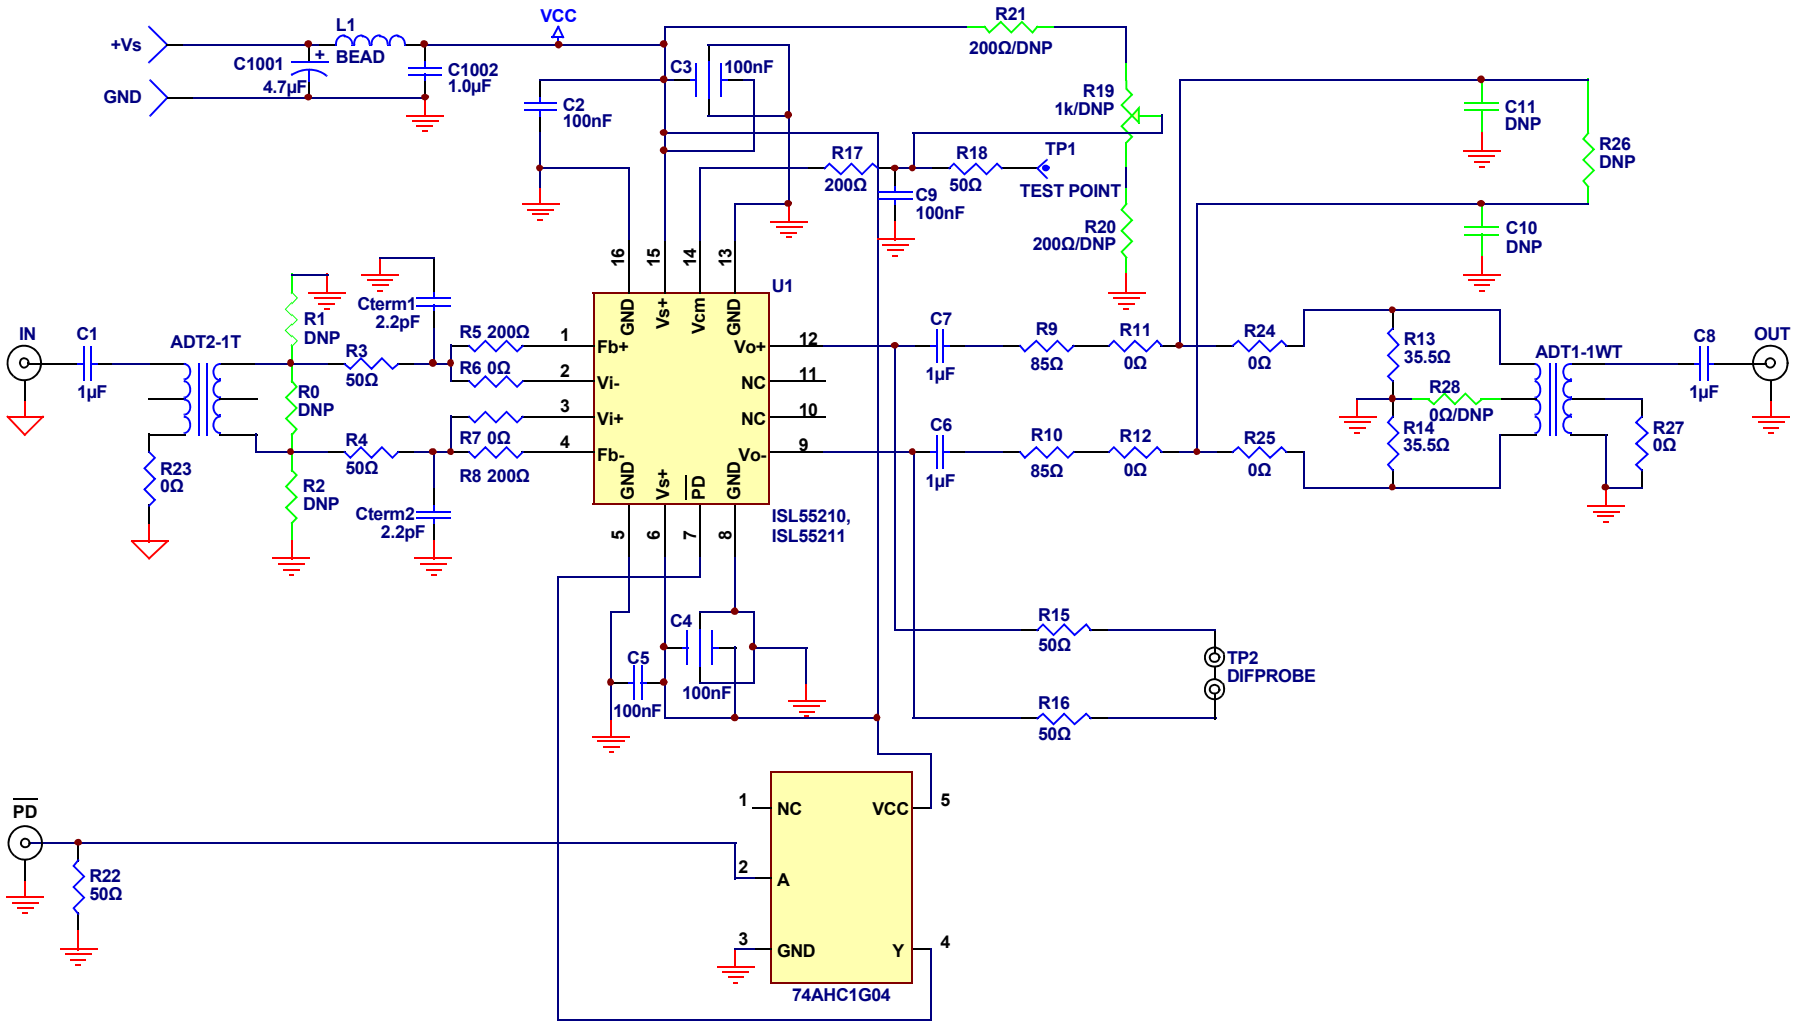 +Vs
L1
BEAD
VCC
C1001
4.7µF
+
C1002
1.0µF
GND
C2
100nF
C3
100nF
R21
200Ω/DNP
R19
1k/DNP
R17
200Ω
R18
50Ω
TP1
TEST POINT
C9
100nF
R20
200Ω/DNP
C11
DNP
R26
DNP
C10
DNP
IN
C1
1µF
ADT2-1T
R23
0Ω
R1
DNP
R0
DNP
R2
DNP
R3
50Ω
R4
50Ω
Cterm1
2.2pF
Cterm2
2.2pF
R5 200Ω
R6 0Ω
R7 0Ω
R8 200Ω
U1
16
15
14
13
GND
Vs+
Vcm
GND
1
Fb+
2
Vi-
3
Vi+
4
Fb-
Vo+
12
NC
11
NC
10
Vo-
9
GND
Vs+
PD
GND
5
6
7
8
ISL55210,
ISL55211
C7
1µF
R9
85Ω
R11
0Ω
R24
0Ω
C6
1µF
R10
85Ω
R12
0Ω
R25
0Ω
R13
35.5Ω
R28
0Ω/DNP
R14
35.5Ω
ADT1-1WT
C8
1µF
OUT
R27
0Ω
C4
100nF
C5
100nF
R15
50Ω
TP2
DIFPROBE
R16
50Ω
PD
R22
50Ω
1
NC
VCC
5
2
A
3
GND
Y
4
74AHC1G04